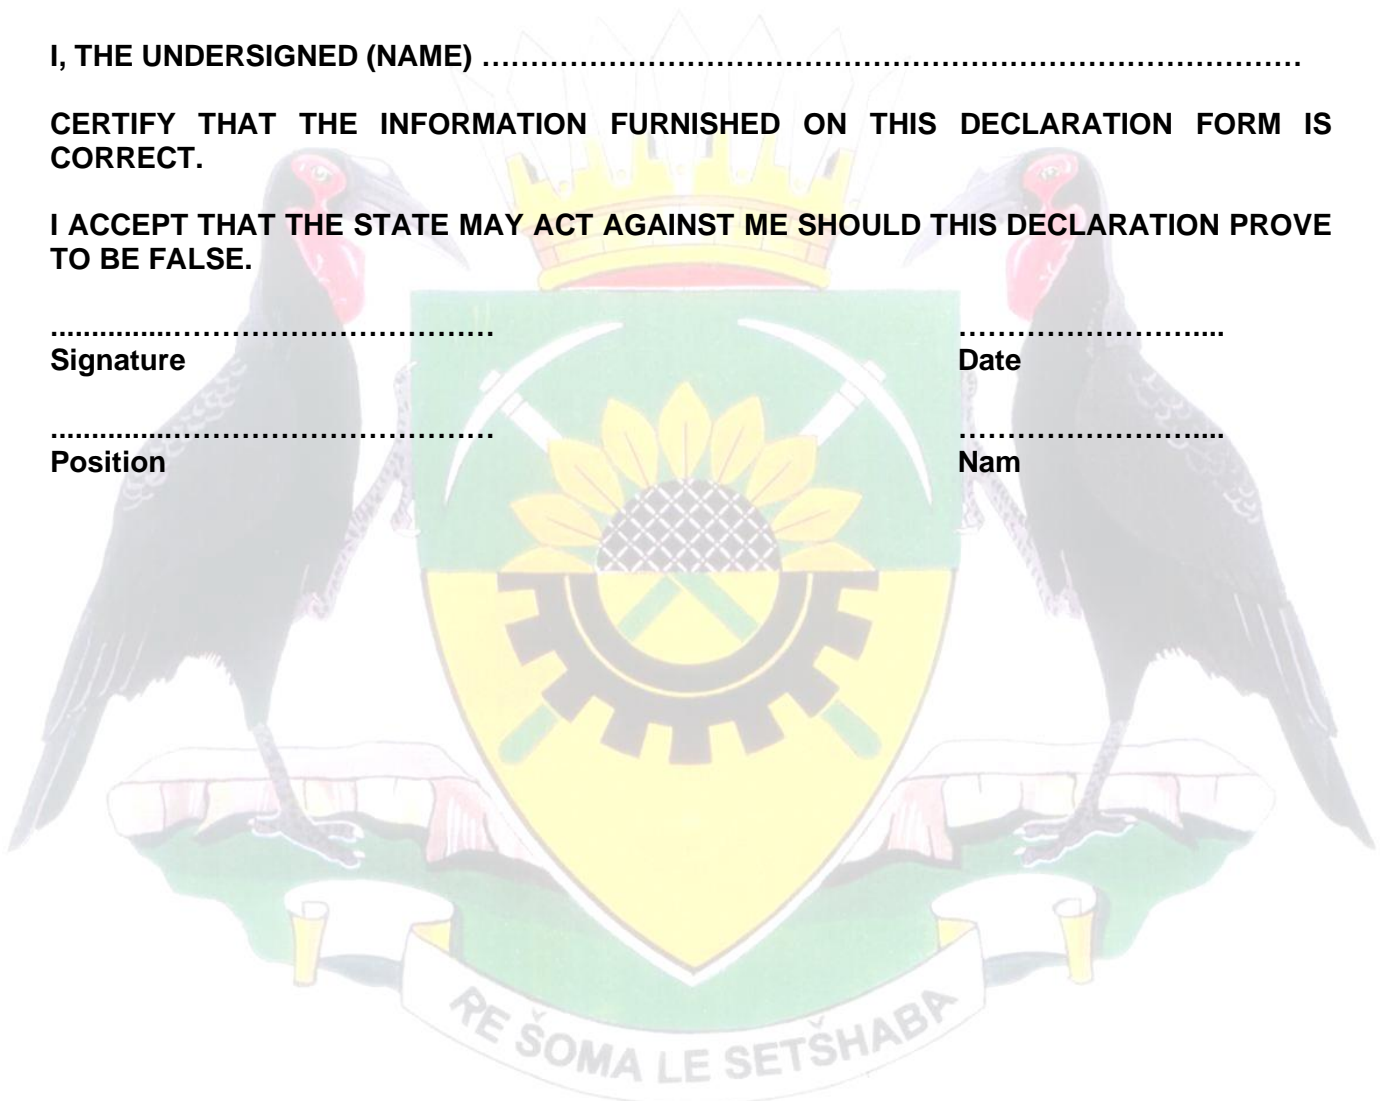 I, THE UNDERSIGNED (NAME) ……………………………………………………………………………
CERTIFY THAT THE INFORMATION FURNISHED ON THIS DECLARATION FORM IS
CORRECT.
I ACCEPT THAT THE STATE MAY ACT AGAINST ME SHOULD THIS DECLARATION PROVE
TO BE FALSE.
...............………………………………… ……………………....
Signature Date
...............………………………………… ……………………....
Position Nam
RE ŠOMA LE SETŠHABA